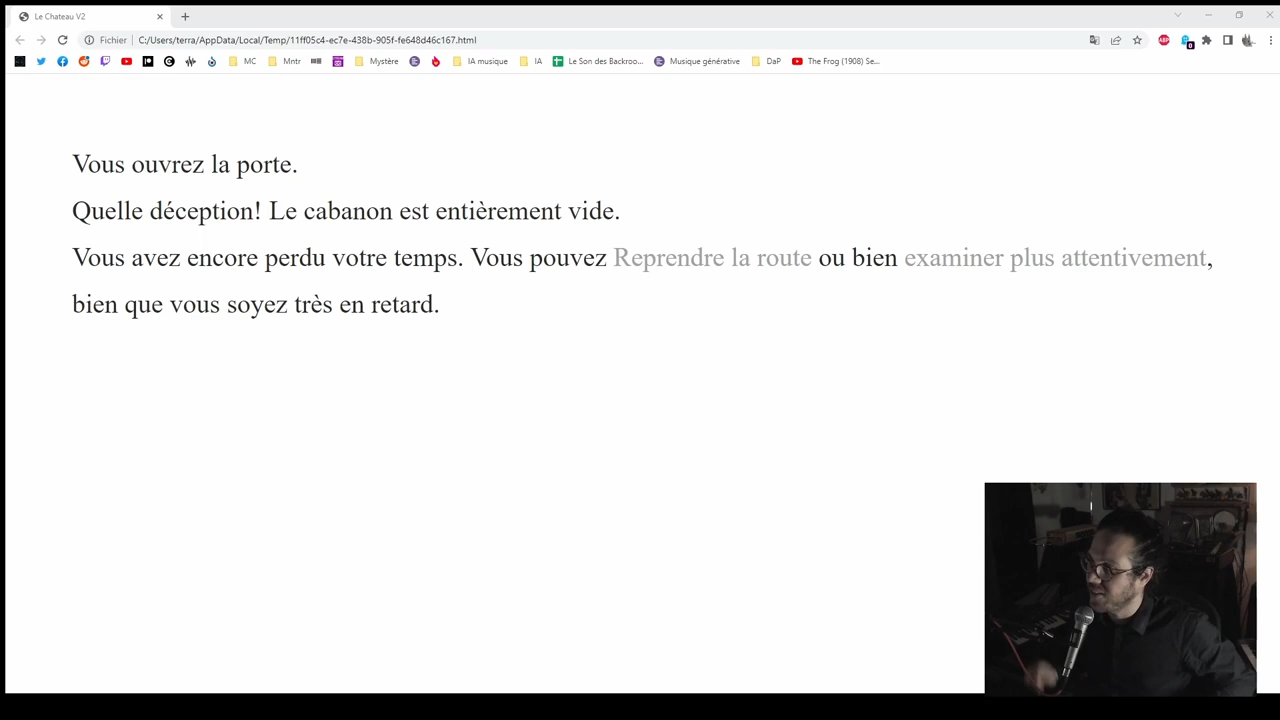 Le Chateau V2
Fichier C:/Users/terra/AppData/Local/Temp/11ff05c4-ec7e-438b-905f-fe648d46c167.html
MC Mntr Mystère IA musique IA Le Son des Backroo... Musique générative DaP The Frog (1908) Se...
Vous ouvrez la porte.
Quelle déception! Le cabanon est entièrement vide.
Vous avez encore perdu votre temps. Vous pouvez Reprendre la route ou bien examiner plus attentivement,
bien que vous soyez très en retard.